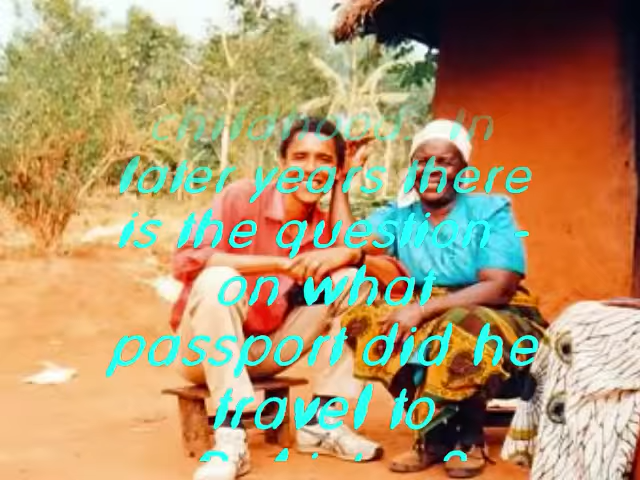 childhood. In
later years there
is the question -
on what
passport did he
travel to